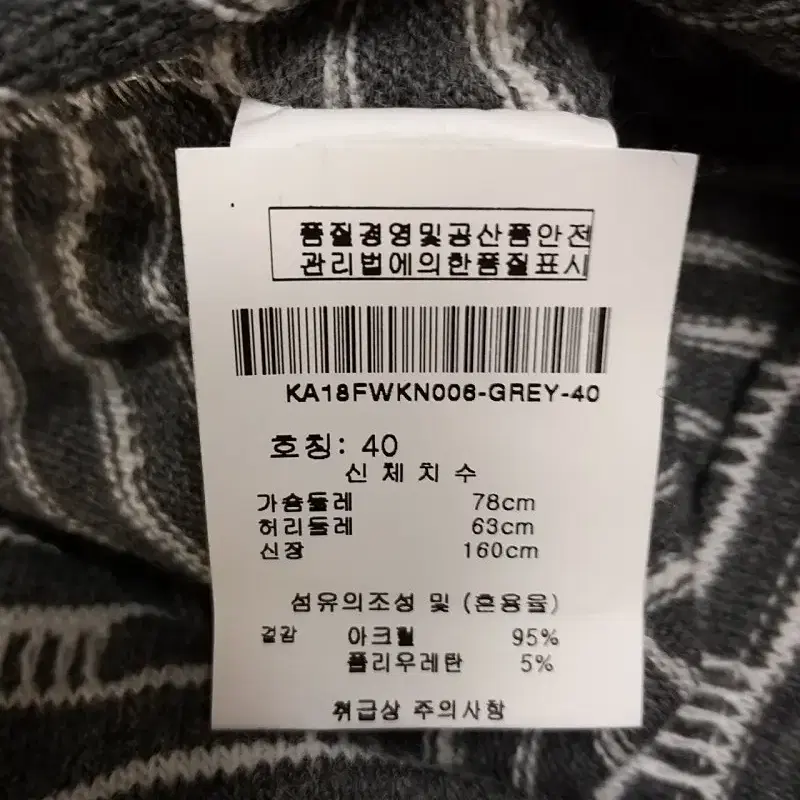 품질경영및공산품안전
관리법에의한품질표시
KA18FWKN006-GREY-40
호칭: 40
신 체 치 수
가슴둘레 78cm
허리둘레 63cm
신장 160cm
섬유의조성 및 (혼용율)
겉감 아크릴 95%
폴리우레탄 5%
취급상 주의사항